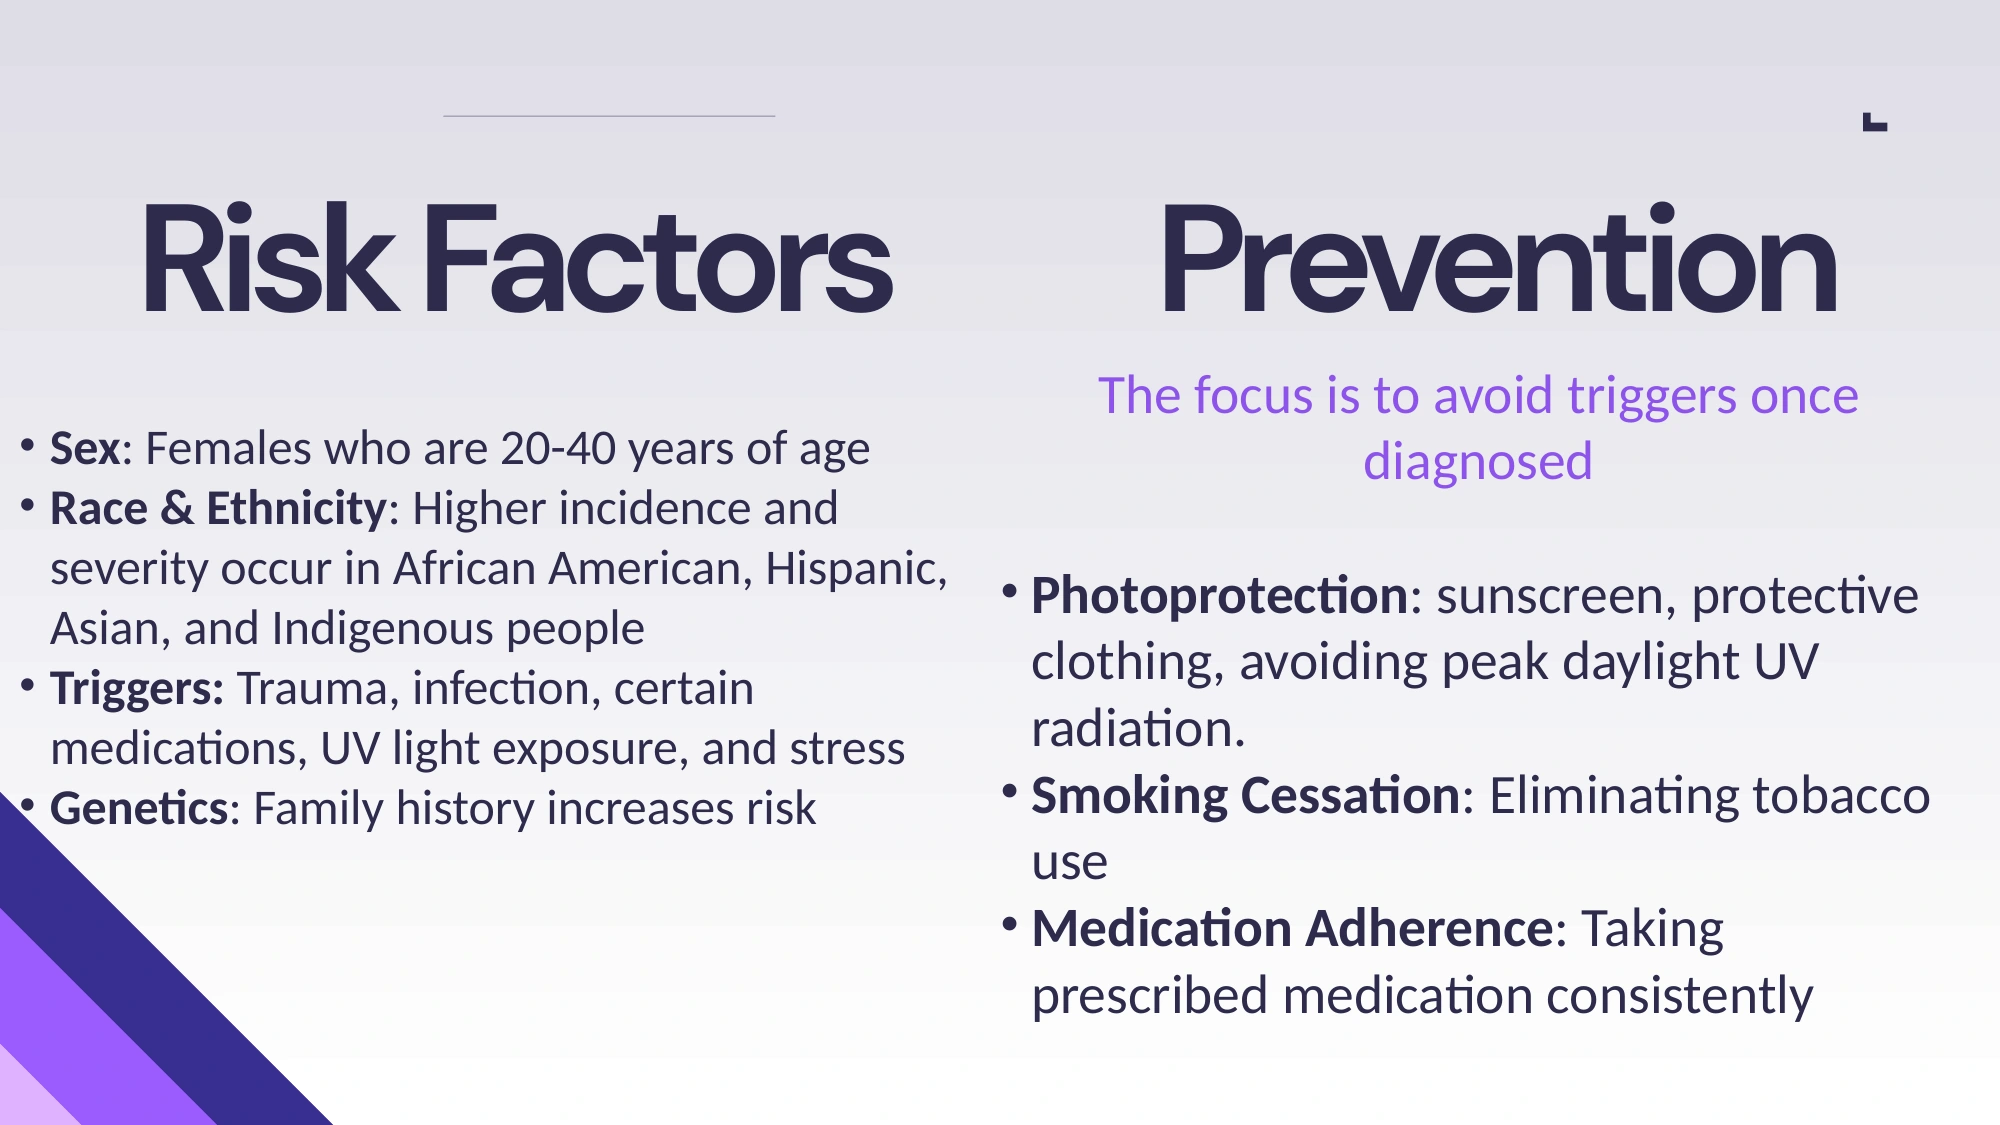 Risk Factors
• Sex: Females who are 20-40 years of age
• Race & Ethnicity: Higher incidence and
severity occur in African American, Hispanic,
Asian, and Indigenous people
• Triggers: Trauma, infection, certain
medications, UV light exposure, and stress
• Genetics: Family history increases risk
Prevention
The focus is to avoid triggers once
diagnosed
• Photoprotection: sunscreen, protective
clothing, avoiding peak daylight UV
radiation.
• Smoking Cessation: Eliminating tobacco
use
• Medication Adherence: Taking
prescribed medication consistently